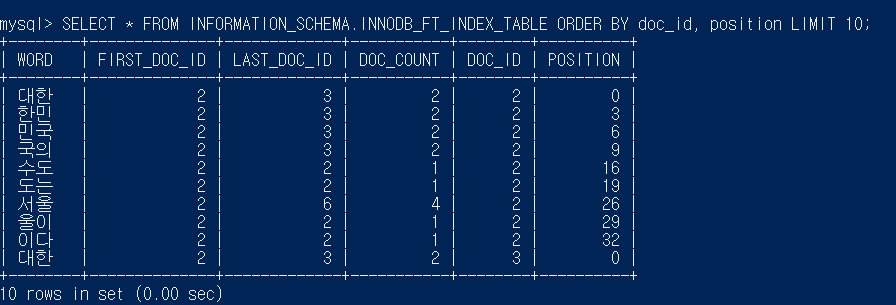 mysql> SELECT * FROM INFORMATION_SCHEMA.INNODB_FT_INDEX_TABLE ORDER BY doc_id, position LIMIT 10;
+--------+--------------+-------------+-----------+--------+----------+
| WORD   | FIRST_DOC_ID | LAST_DOC_ID | DOC_COUNT | DOC_ID | POSITION |
+--------+--------------+-------------+-----------+--------+----------+
| 대한   |            2 |           3 |         2 |      2 |        0 |
| 한민   |            2 |           3 |         2 |      2 |        3 |
| 민국   |            2 |           3 |         2 |      2 |        6 |
| 국의   |            2 |           3 |         2 |      2 |        9 |
| 수도   |            2 |           2 |         1 |      2 |       16 |
| 도는   |            2 |           2 |         1 |      2 |       19 |
| 서울   |            2 |           6 |         4 |      2 |       26 |
| 울이   |            2 |           2 |         1 |      2 |       29 |
| 이다   |            2 |           2 |         1 |      2 |       32 |
| 대한   |            2 |           3 |         2 |      3 |        0 |
+--------+--------------+-------------+-----------+--------+----------+
10 rows in set (0.00 sec)